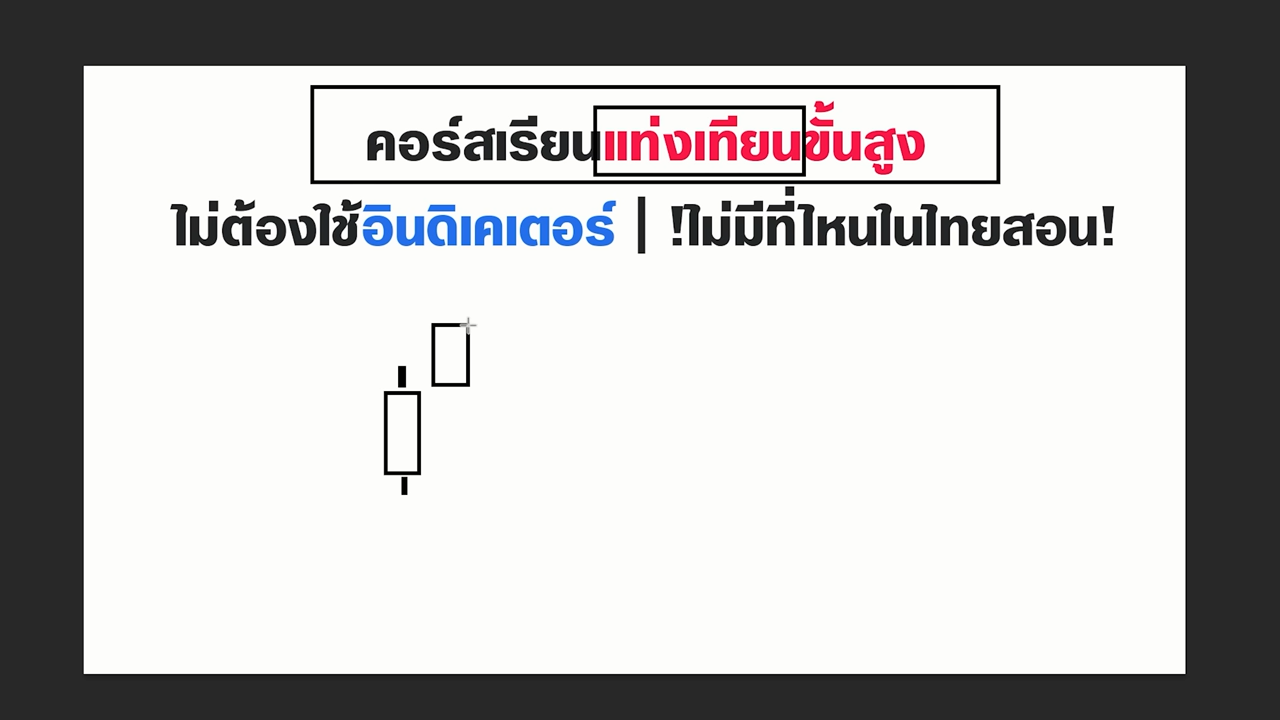 คอร์สเรียนแท่งเทียนขั้นสูง
ไม่ต้องใช้อินดิเคเตอร์ | !ไม่มีที่ไหนในไทยสอน!